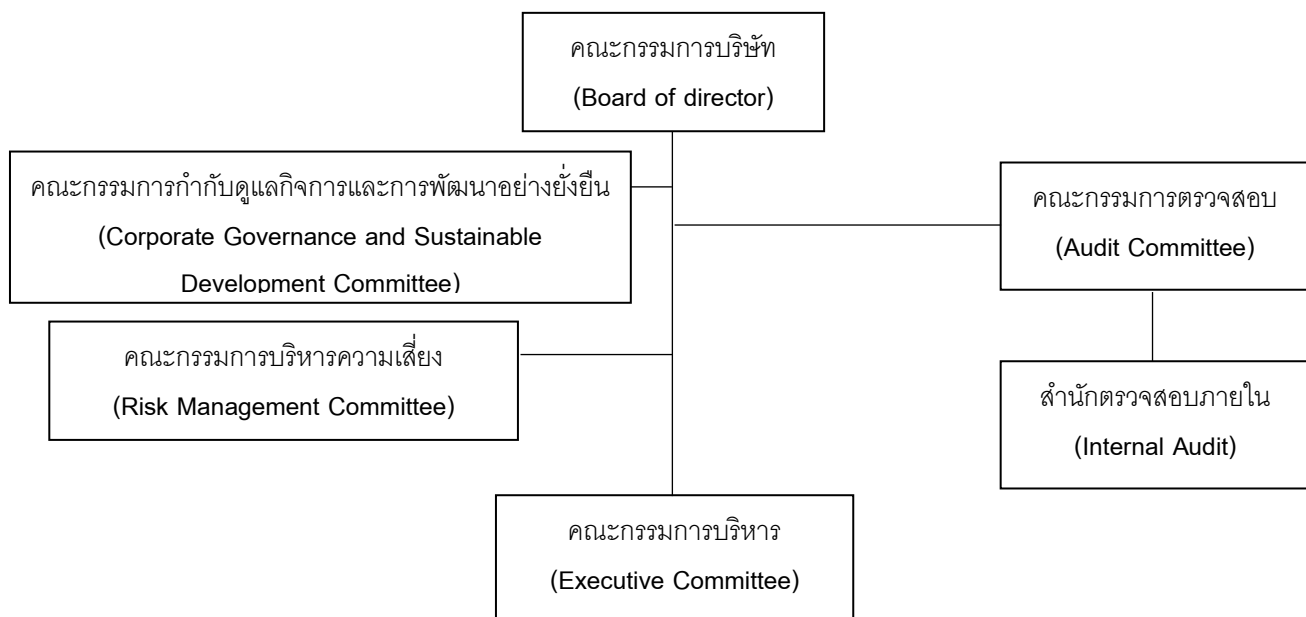 คณะกรรมการบริษัท
(Board of director)
คณะกรรมการกำกับดูแลกิจการและการพัฒนาอย่างยั่งยืน
(Corporate Governance and Sustainable
Development Committee)
คณะกรรมการตรวจสอบ
(Audit Committee)
คณะกรรมการบริหารความเสี่ยง
(Risk Management Committee)
สำนักตรวจสอบภายใน
(Internal Audit)
คณะกรรมการบริหาร
(Executive Committee)